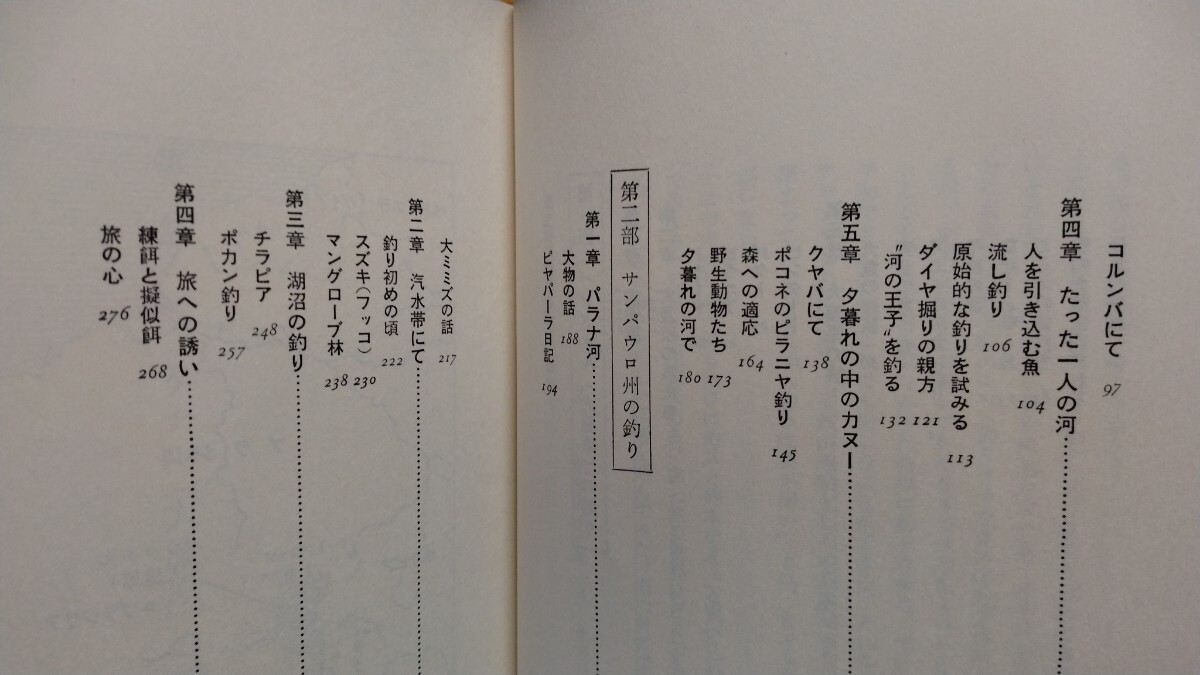 コルンバにて 97
第四章 たった一人の河
人を引き込む魚 104
流し釣り 106
原始的な釣りを試みる 113
ダイヤ掘りの親方 121
"河の王子"を釣る 132
第五章 夕暮れの中のカヌー
クヤバにて 138
ポコネのピラニヤ釣り 145
森への適応 164
野生動物たち 173
夕暮れの河で 180
第二部 サンパウロ州の釣り
第一章 パラナ河
大物の話 188
ピヤパーラ日記 194
大ミミズの話 217
第二章 汽水帯にて
釣り初めの頃 222
スズキ(フッコ) 230
マングローブ林 238
第三章 湖沼の釣り
チラピア 248
ポカン釣り 257
第四章 旅への誘い
練餌と擬似餌 268
旅の心 276